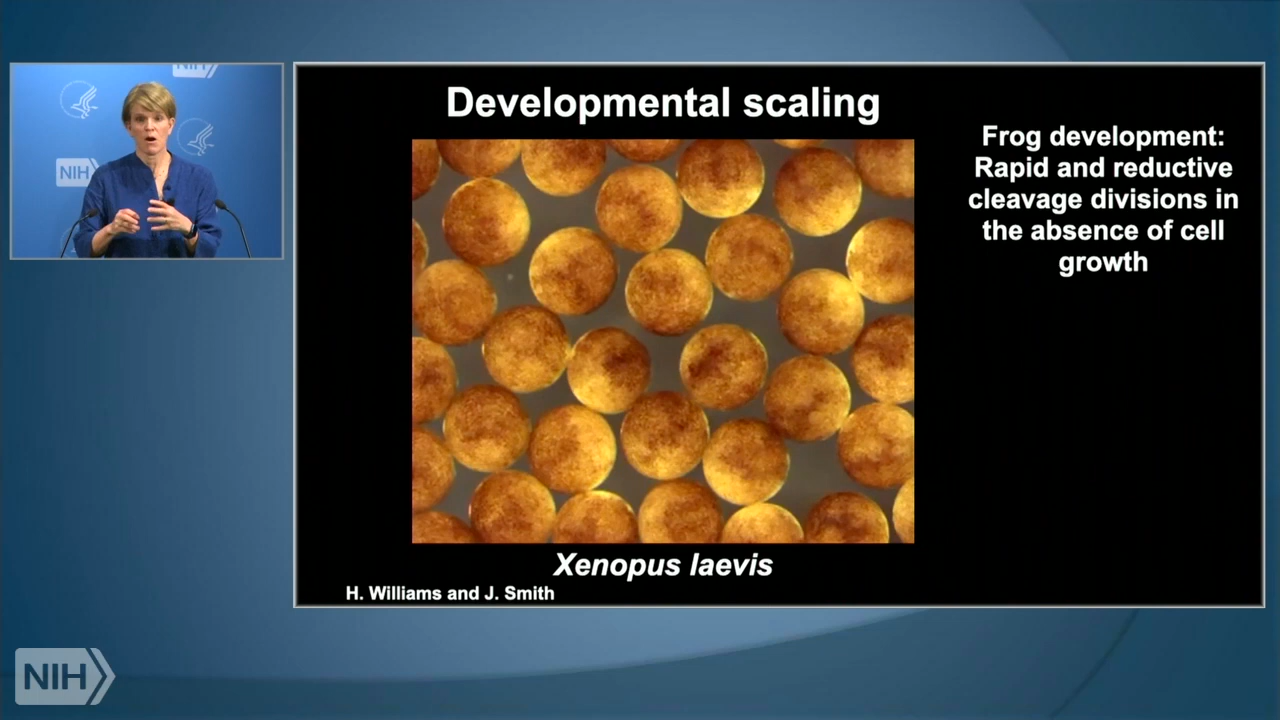 NIH
NIH
Developmental scaling
Frog development:
Rapid and reductive
cleavage divisions in
the absence of cell
growth
Xenopus laevis
H. Williams and J. Smith
NIH